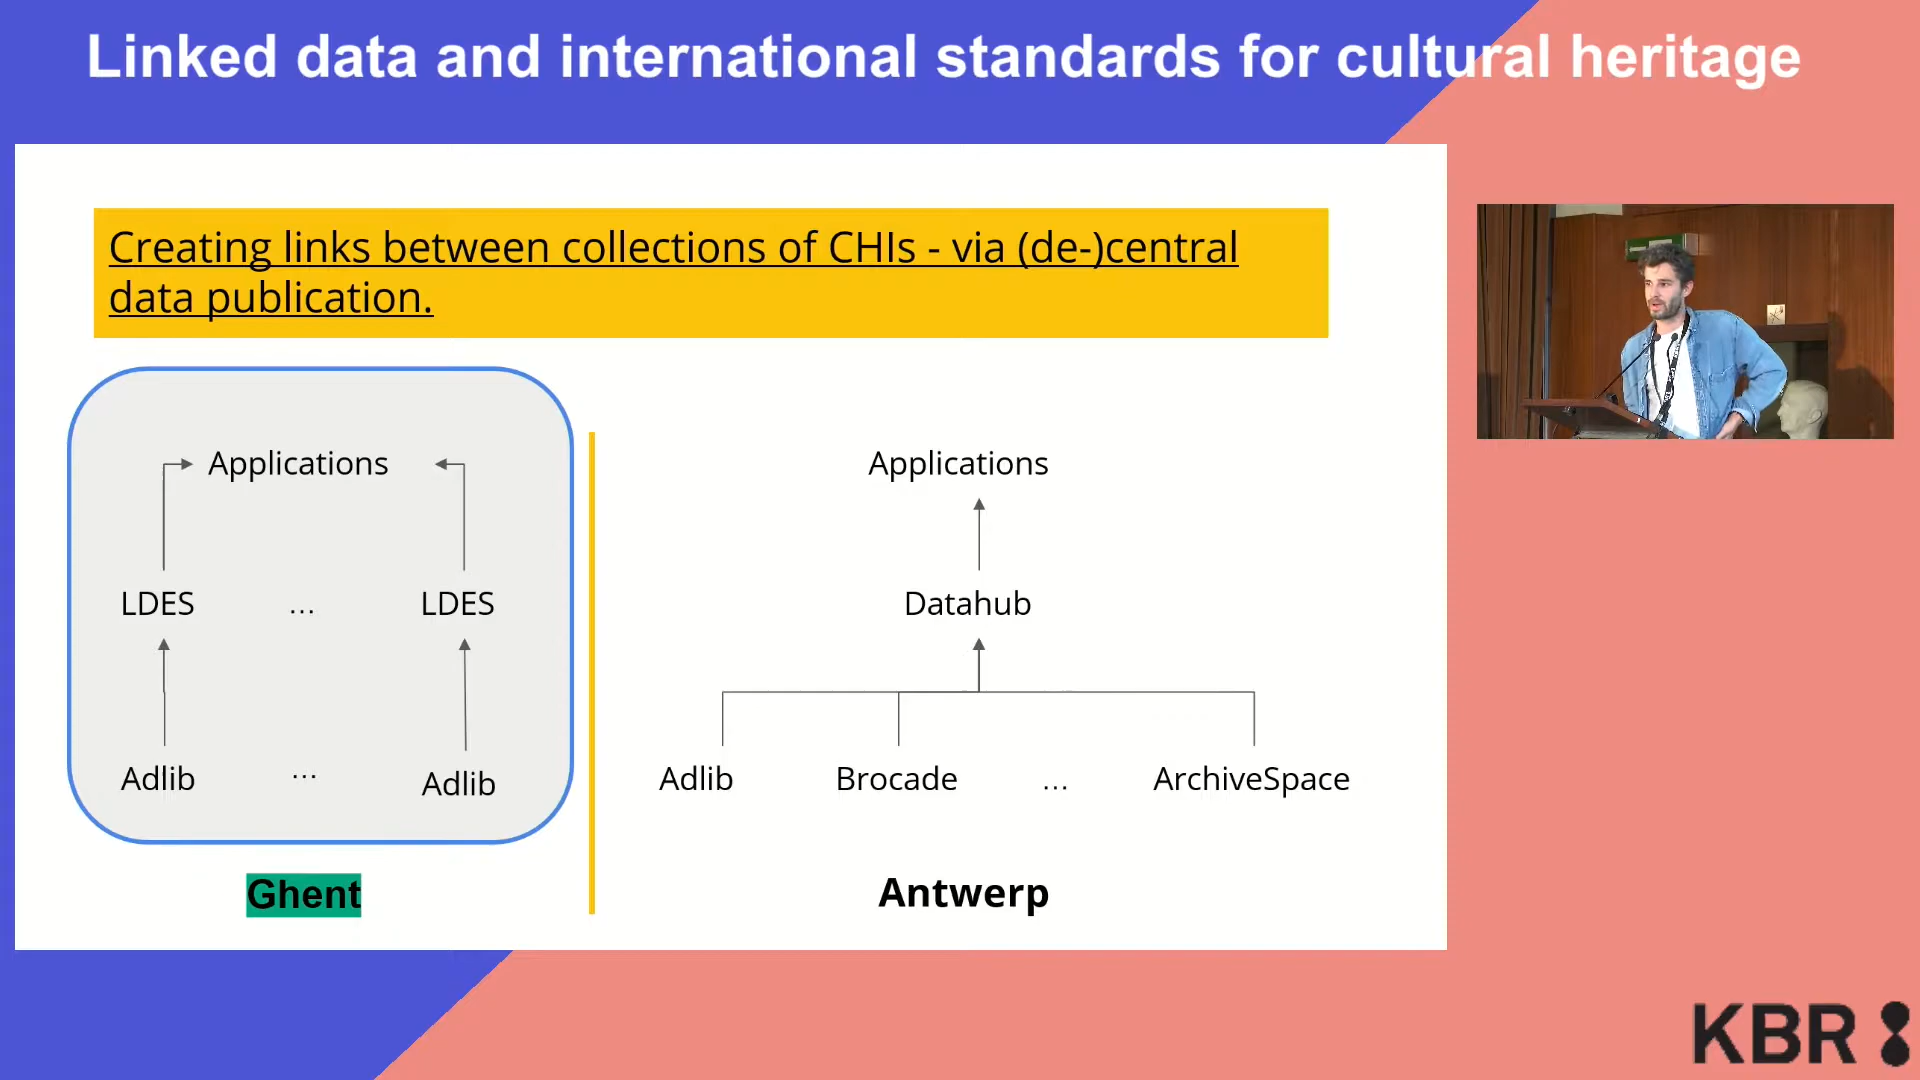 Linked data and international standards for cultural heritage
Creating links between collections of CHIs - via (de-)central
data publication.
Applications
LDES ... LDES
Adlib ... Adlib
Ghent
Applications
Datahub
Adlib Brocade ... ArchiveSpace
Antwerp
KBR